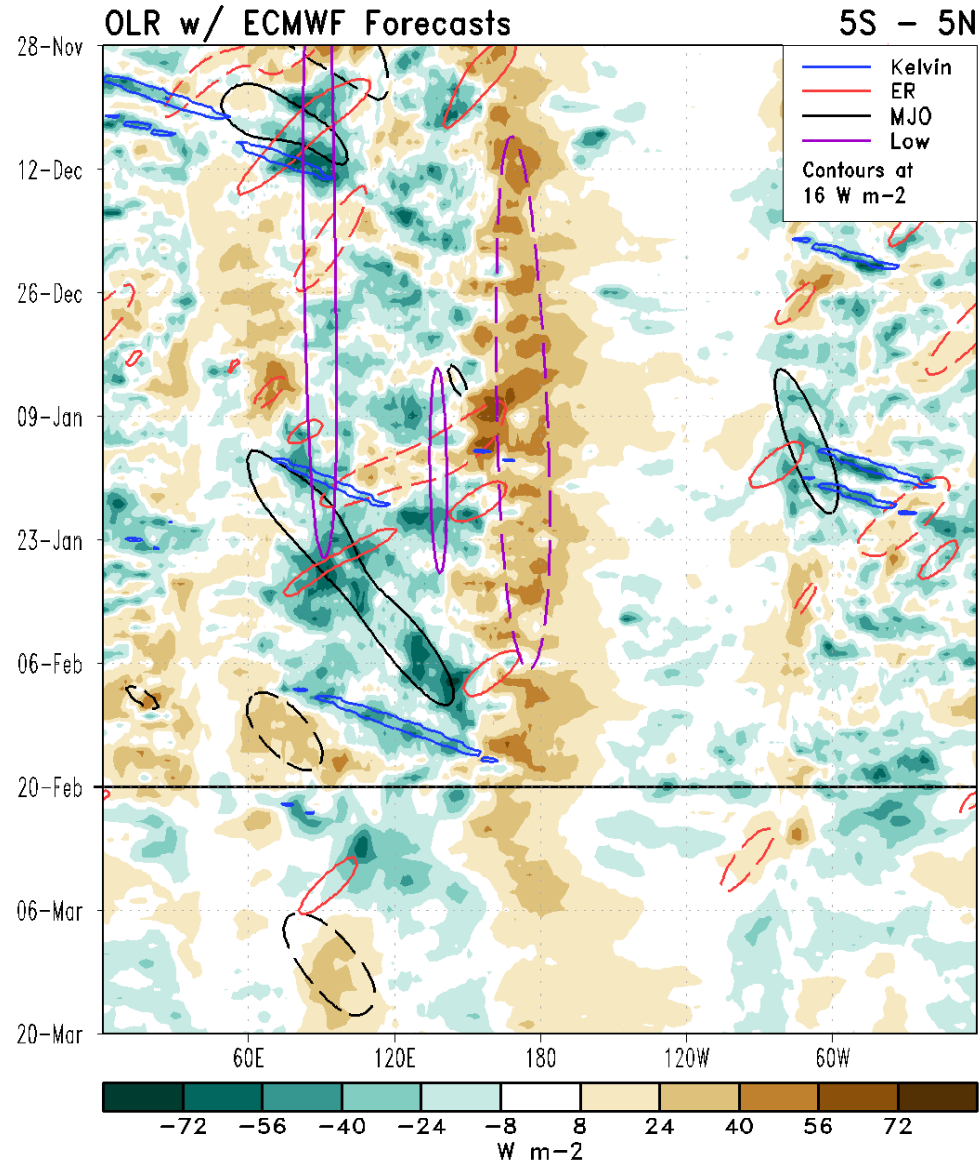 OLR w/ ECMWF Forecasts 5S - 5N
28-Nov
12-Dec
26-Dec
09-Jan
23-Jan
06-Feb
20-Feb
06-Mar
20-Mar
Kelvin
ER
MJO
Low
Contours at
16 W m-2
60E 120E 180 120W 60W
-72 -56 -40 -24 -8 8 24 40 56 72
W m-2